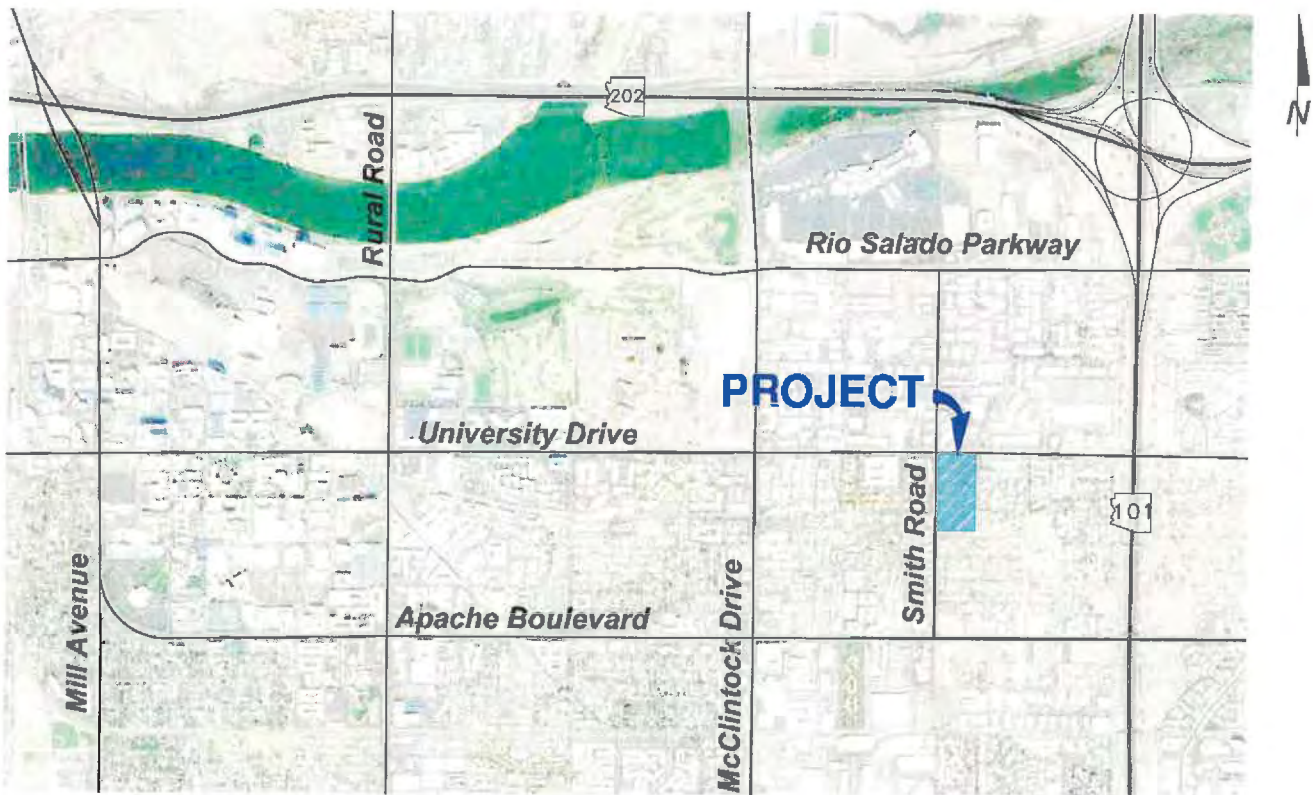 202
N
Rural Road
Rio Salado Parkway
PROJECT
University Drive
Smith Road
101
Mill Avenue
Apache Boulevard
McClintock Drive